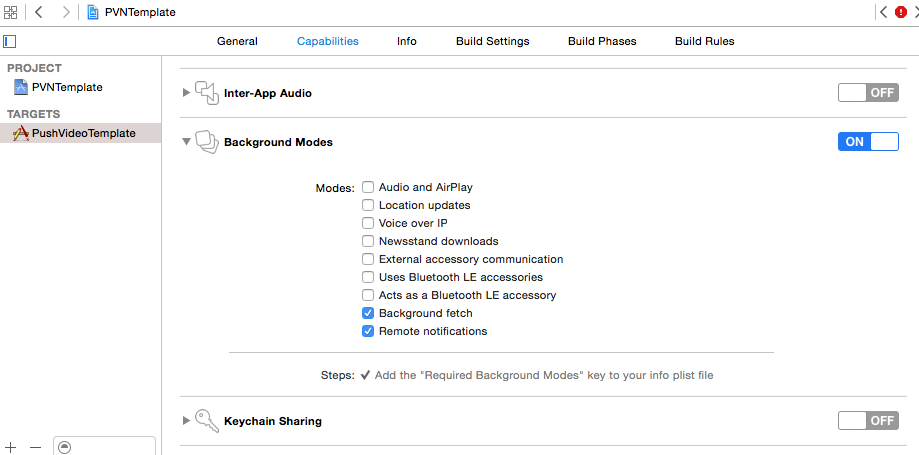 PVNTemplate
General Capabilities Info Build Settings Build Phases Build Rules
PROJECT
PVNTemplate
TARGETS
PushVideoTemplate
Inter-App Audio OFF
Background Modes ON
Modes: Audio and AirPlay
Location updates
Voice over IP
Newsstand downloads
External accessory communication
Uses Bluetooth LE accessories
Acts as a Bluetooth LE accessory
Background fetch
Remote notifications
Steps: ✔ Add the "Required Background Modes" key to your info plist file
Keychain Sharing OFF